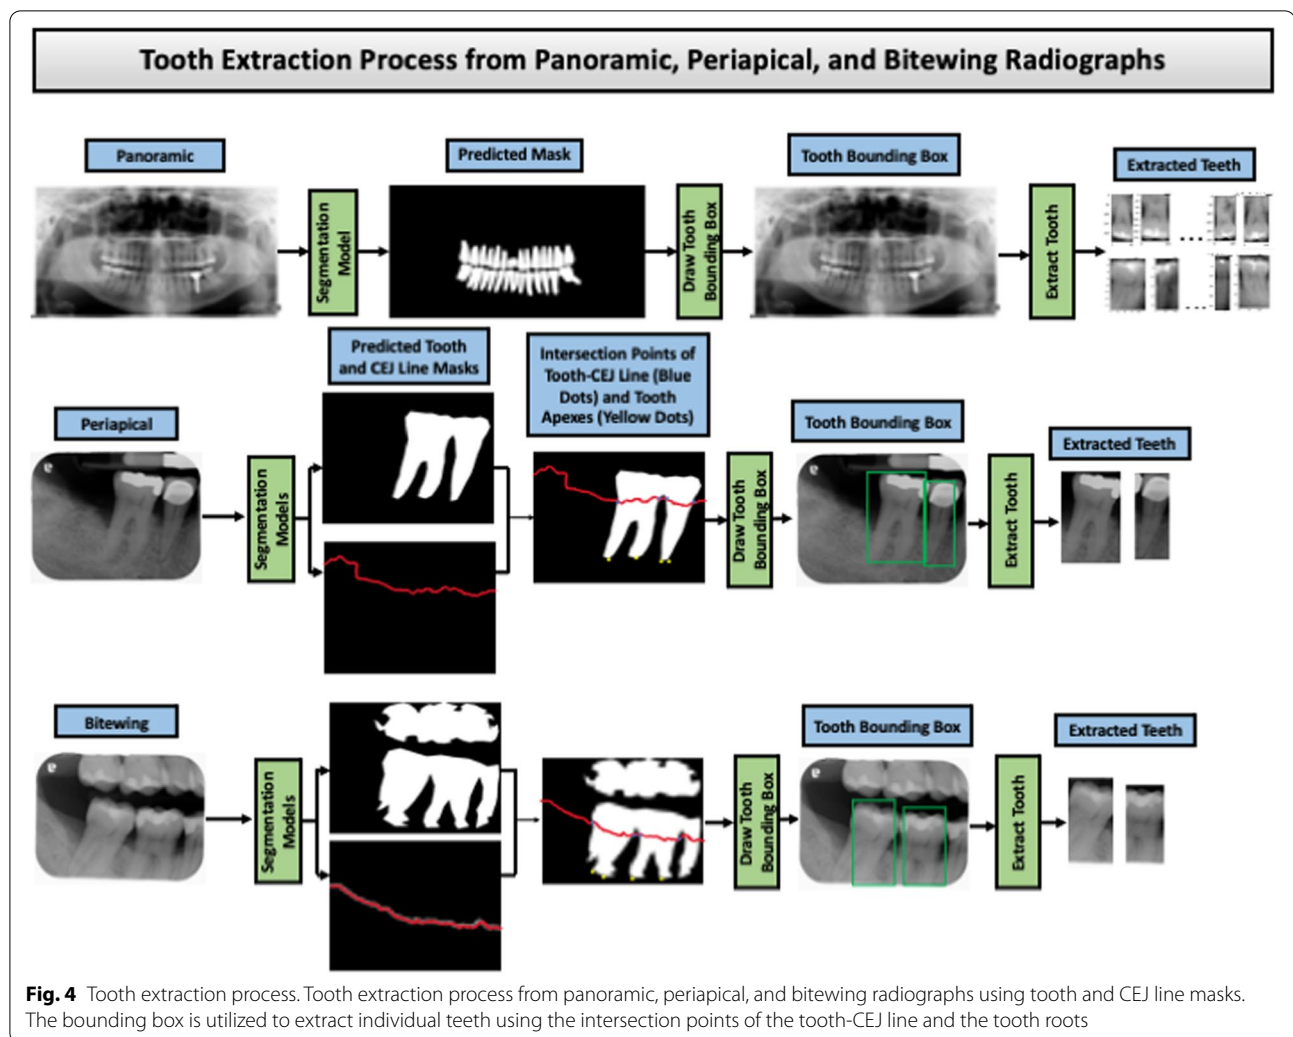 Tooth Extraction Process from Panoramic, Periapical, and Bitewing Radiographs
Panoramic
Segmentation
Model
Predicted Mask
Draw Tooth
Bounding Box
Tooth Bounding Box
Extract Tooth
Extracted Teeth
Periapical
Segmentation
Models
Predicted Tooth
and CEJ Line Masks
Intersection Points of
Tooth-CEJ Line (Blue
Dots) and Tooth
Apexes (Yellow Dots)
Draw Tooth
Bounding Box
Tooth Bounding Box
Extract Tooth
Extracted Teeth
Bitewing
Segmentation
Models
Draw Tooth
Bounding Box
Tooth Bounding Box
Extract Tooth
Extracted Teeth
Fig. 4 Tooth extraction process. Tooth extraction process from panoramic, periapical, and bitewing radiographs using tooth and CEJ line masks.
The bounding box is utilized to extract individual teeth using the intersection points of the tooth-CEJ line and the tooth roots